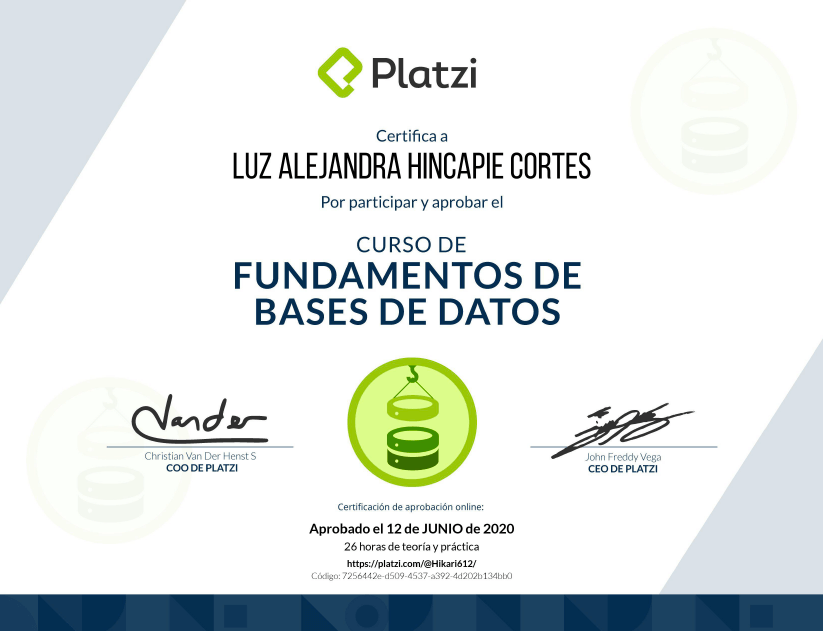 Platzi
Certifica a
LUZ ALEJANDRA HINCAPIE CORTES
Por participar y aprobar el
CURSO DE
FUNDAMENTOS DE
BASES DE DATOS
Vander
Christian Van Der Henst S
COO DE PLATZI
John Freddy Vega
CEO DE PLATZI
Certificación de aprobación online:
Aprobado el 12 de JUNIO de 2020
26 horas de teoría y práctica
https://platzi.com/@Hikari612/
Código: 7256442e-d509-4537-a392-4d202b134bb0